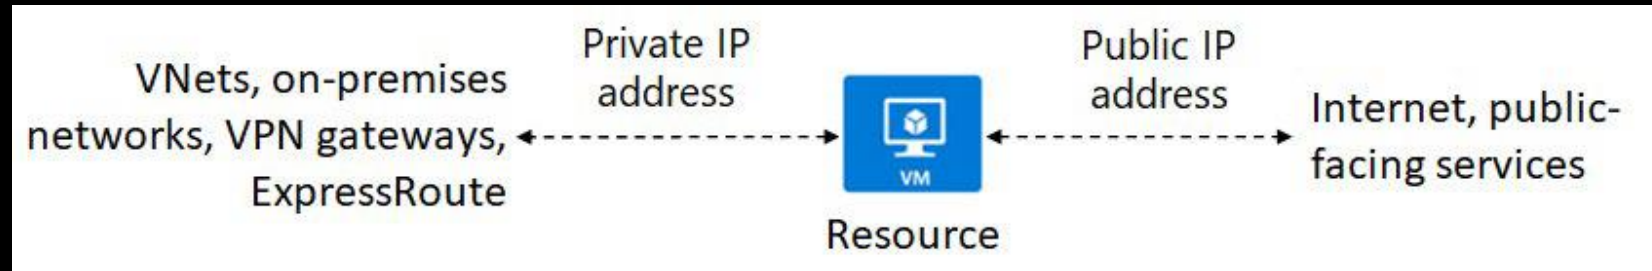 VNets, on-premises
networks, VPN gateways,
ExpressRoute
Private IP
address
VM
Resource
Public IP
address
Internet, public-
facing services